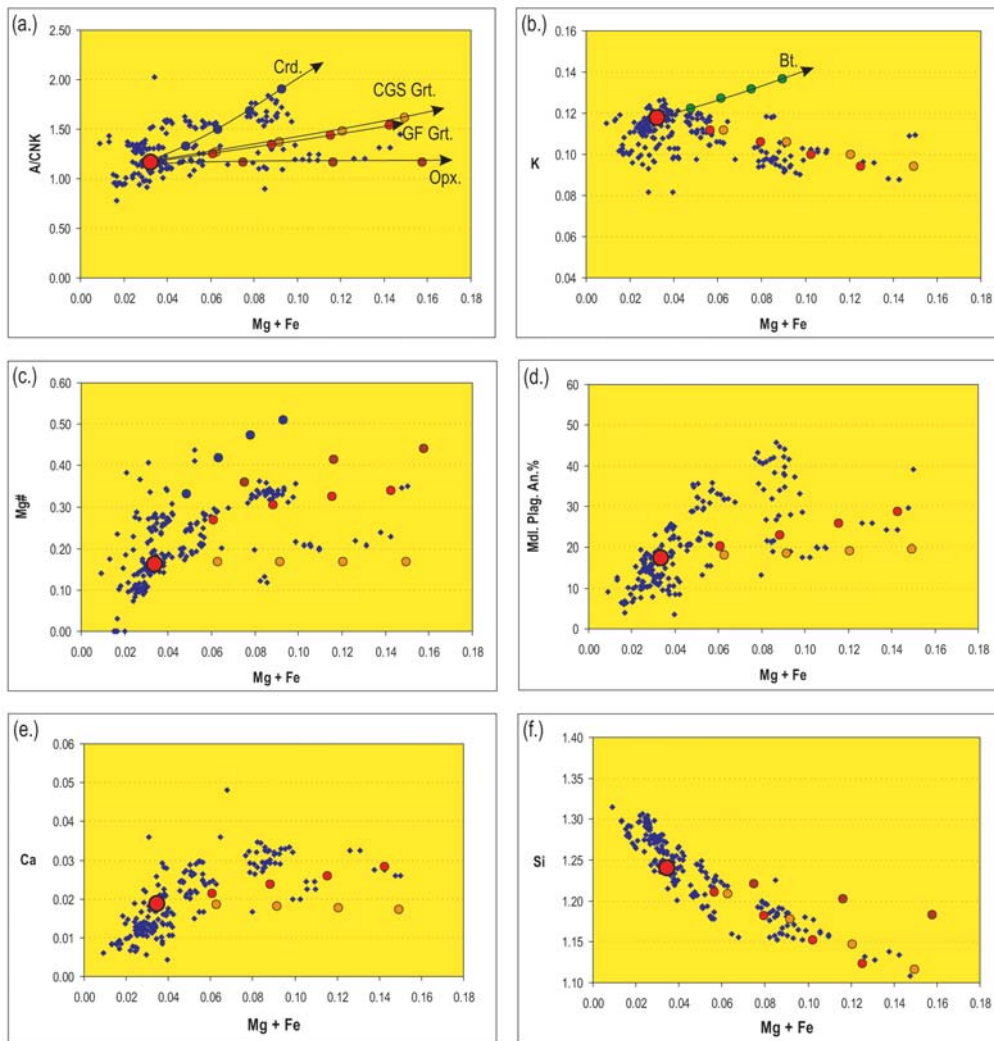 (a.)
2.50
2.00
1.50
1.00
0.50
0.00
A/CNK
Crd.
CGS Grt.
GF Grt.
Opx.
0.00 0.02 0.04 0.06 0.08 0.10 0.12 0.14 0.16 0.18
Mg + Fe
(b.)
0.16
0.14
0.12
0.10
0.08
0.06
0.04
K
Bt.
0.00 0.02 0.04 0.06 0.08 0.10 0.12 0.14 0.16 0.18
Mg + Fe
(c.)
0.60
0.50
0.40
0.30
0.20
0.10
0.00
Mg#
0.00 0.02 0.04 0.06 0.08 0.10 0.12 0.14 0.16 0.18
Mg + Fe
(d.)
60
50
40
30
20
10
0
Mdl. Plag. An.%
0.00 0.02 0.04 0.06 0.08 0.10 0.12 0.14 0.16 0.18
Mg + Fe
(e.)
0.06
0.05
0.04
0.03
0.02
0.01
0.00
Ca
0.00 0.02 0.04 0.06 0.08 0.10 0.12 0.14 0.16 0.18
Mg + Fe
(f.)
1.40
1.35
1.30
1.25
1.20
1.15
1.10
Si
0.00 0.02 0.04 0.06 0.08 0.10 0.12 0.14 0.16 0.18
Mg + Fe